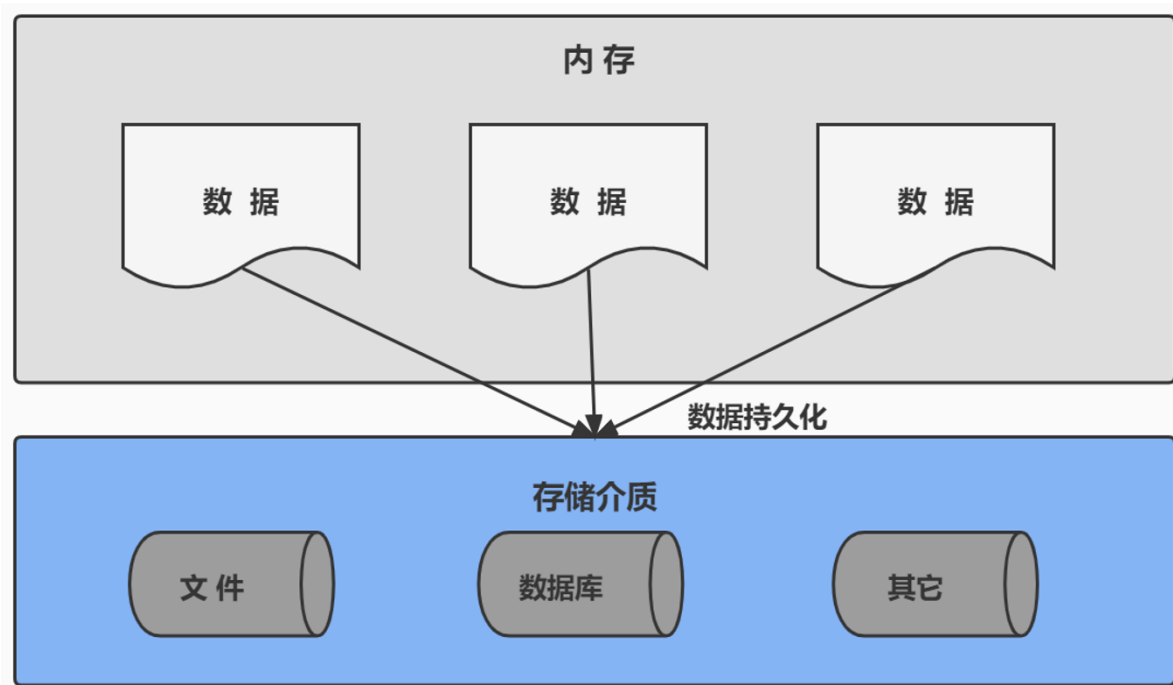 内 存
数 据
数 据
数 据
数据持久化
存储介质
文 件
数据库
其它